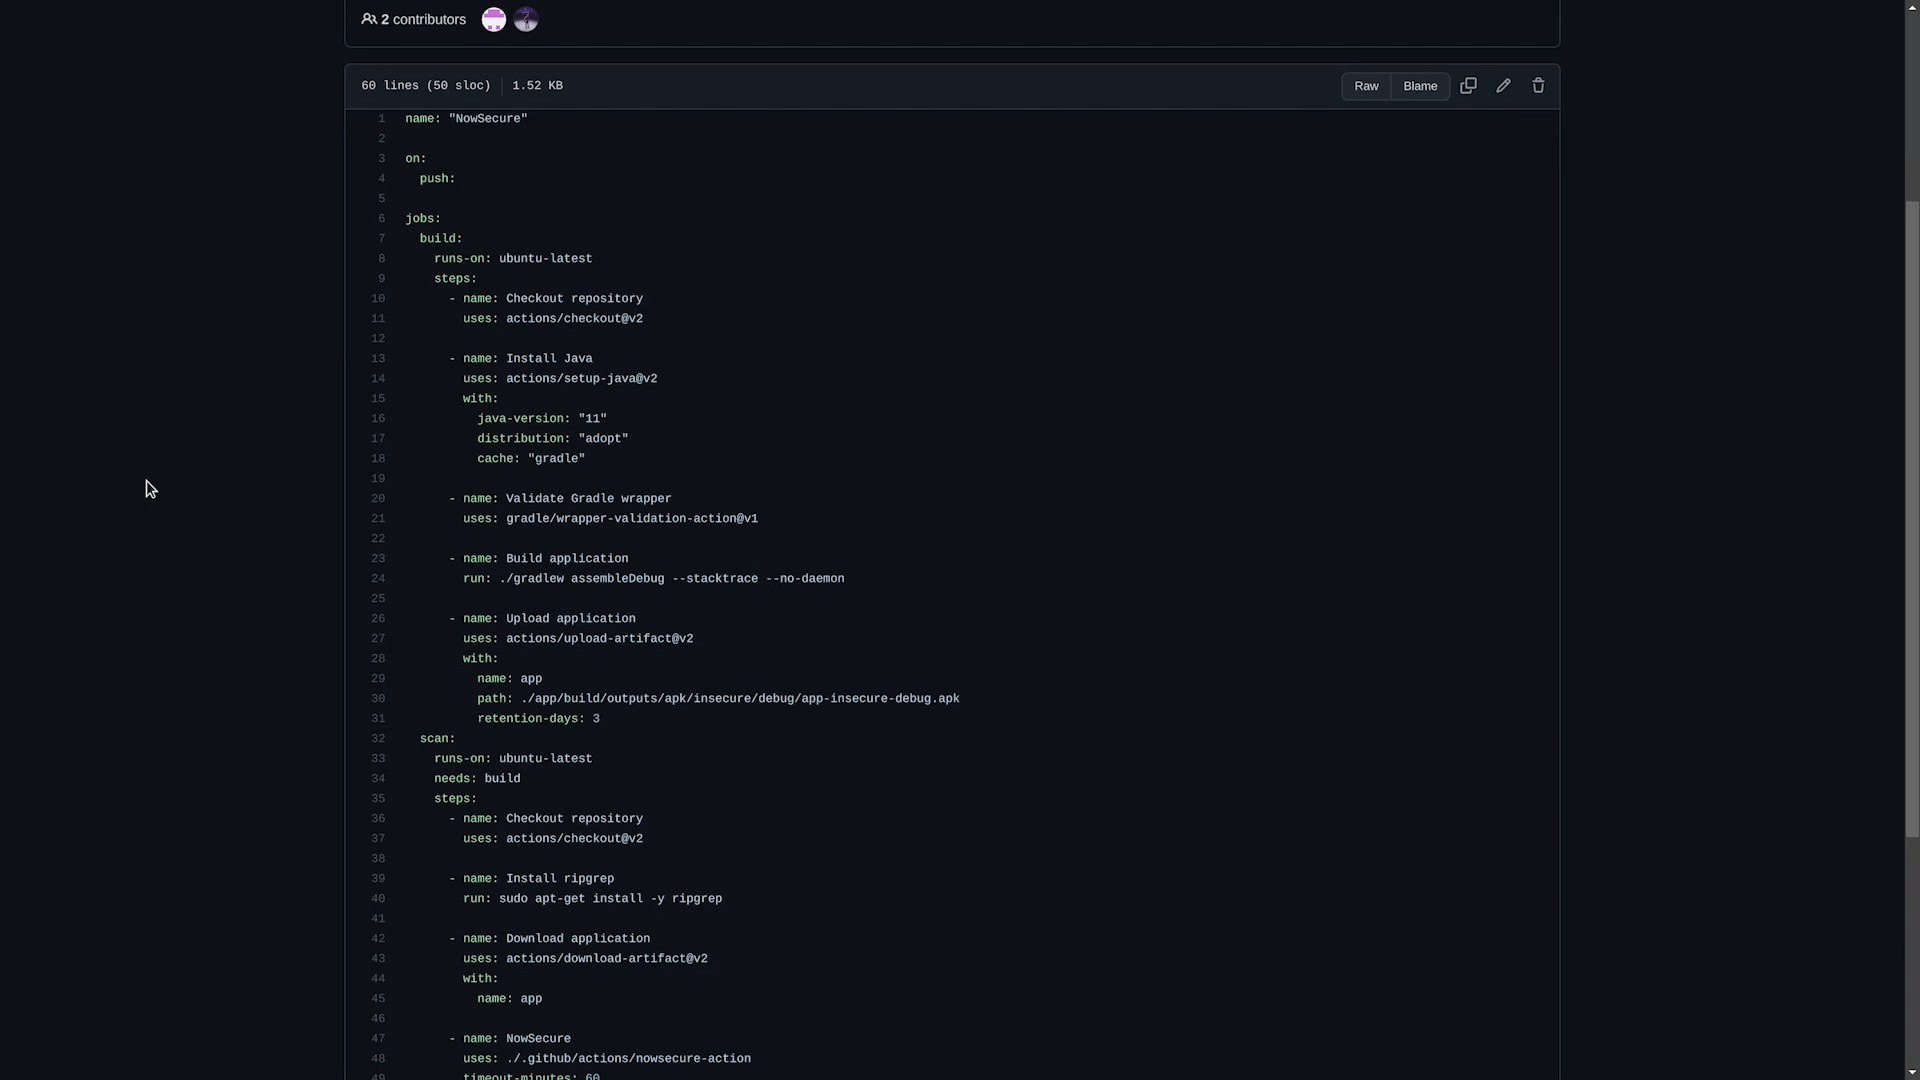 2 contributors
60 lines (50 sloc) 1.52 KB
Raw Blame
1 name: "NowSecure"
2
3 on:
4 push:
5
6 jobs:
7 build:
8 runs-on: ubuntu-latest
9 steps:
10 - name: Checkout repository
11 uses: actions/checkout@v2
12
13 - name: Install Java
14 uses: actions/setup-java@v2
15 with:
16 java-version: "11"
17 distribution: "adopt"
18 cache: "gradle"
19
20 - name: Validate Gradle wrapper
21 uses: gradle/wrapper-validation-action@v1
22
23 - name: Build application
24 run: ./gradlew assembleDebug --stacktrace --no-daemon
25
26 - name: Upload application
27 uses: actions/upload-artifact@v2
28 with:
29 name: app
30 path: ./app/build/outputs/apk/insecure/debug/app-insecure-debug.apk
31 retention-days: 3
32 scan:
33 runs-on: ubuntu-latest
34 needs: build
35 steps:
36 - name: Checkout repository
37 uses: actions/checkout@v2
38
39 - name: Install ripgrep
40 run: sudo apt-get install -y ripgrep
41
42 - name: Download application
43 uses: actions/download-artifact@v2
44 with:
45 name: app
46
47 - name: NowSecure
48 uses: ./.github/actions/nowsecure-action
49 timeout-minutes: 60